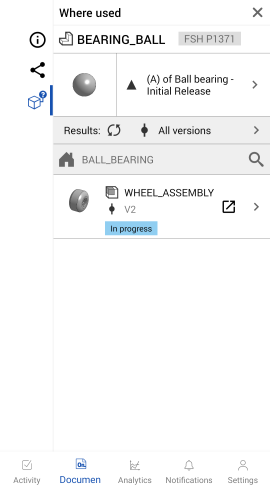 Where used
BEARING_BALL FSH P1371
(A) of Ball bearing -
Initial Release
Results: All versions
BALL_BEARING
WHEEL_ASSEMBLY
V2
In progress
Activity Documen Analytics Notifications Settings